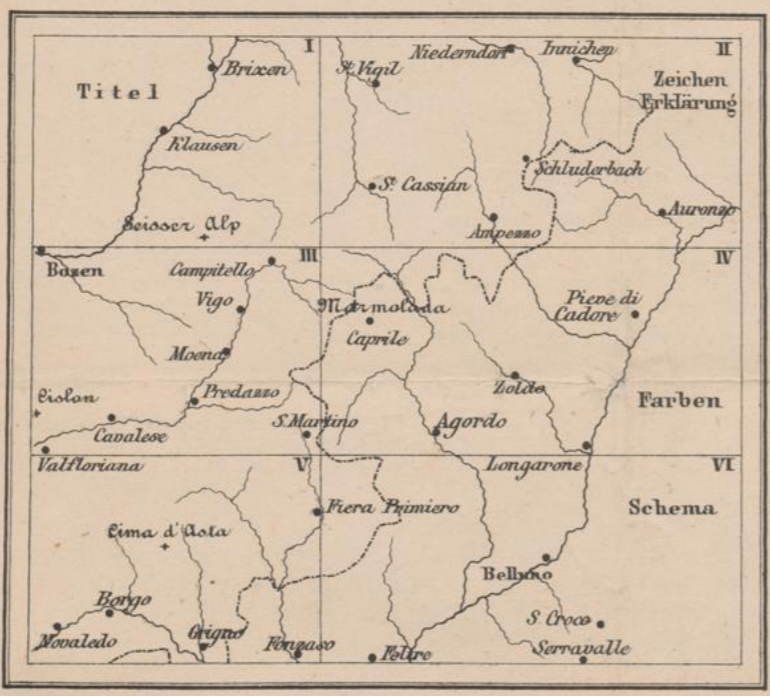 I
II
Titel
Brixen
St. Vigil
Niederndorf
Innichen
Zeichen
Erklärung
Klausen
Schluderbach
St. Cassian
Auronzo
Seisser Alp
Ampezzo
Bozen
Campitello
III
IV
Vigo
Marmolada
Caprile
Pieve di
Cadore
Moena
Zoldo
Predazzo
Farben
Cislon
Cavalese
S. Martino
Agordo
Valfloriana
V
Longarone
VI
Fiera Primiero
Schema
Cima d'Asta
Belluno
Borgo
Novaledo
Grigno
Fonzaso
Feltre
S. Croce
Serravalle